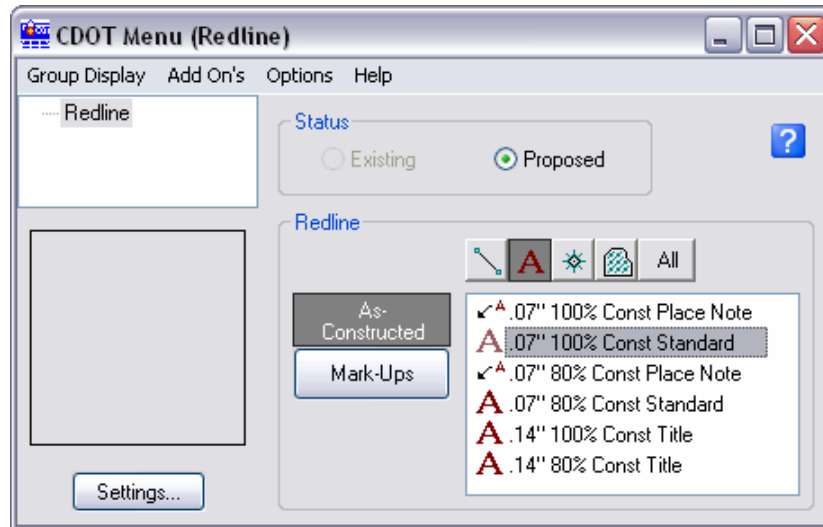 CDOT Menu (Redline)
Group Display Add On's Options Help
Redline
Status
Existing Proposed
?
Redline
A All
As-
Constructed
Mark-Ups
A .07" 100% Const Place Note
A .07" 100% Const Standard
A .07" 80% Const Place Note
A .07" 80% Const Standard
A .14" 100% Const Title
A .14" 80% Const Title
Settings...